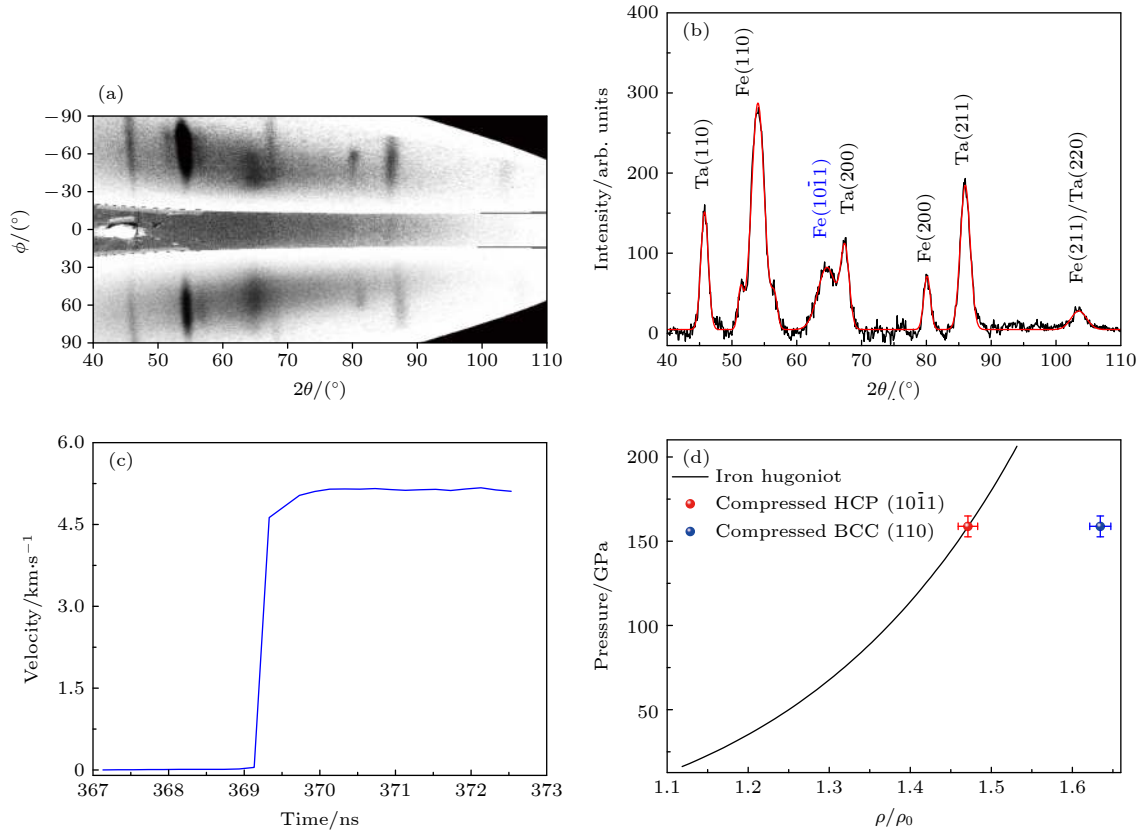 (a)
−90
−60
−30
0
30
60
90
ϕ/(°)
40 50 60 70 80 90 100 110
2θ/(°)
(b)
400
300
200
100
0
Intensity/arb. units
Ta(110)
Fe(110)
Fe(101̄1)
Ta(200)
Fe(200)
Ta(211)
Fe(211)/Ta(220)
40 50 60 70 80 90 100 110
2θ/(°)
(c)
6.0
4.5
3.0
1.5
0
Velocity/km·s⁻¹
367 368 369 370 371 372 373
Time/ns
(d)
Iron hugoniot
Compressed HCP (101̄1)
Compressed BCC (110)
200
150
100
50
Pressure/GPa
1.1 1.2 1.3 1.4 1.5 1.6
ρ/ρ₀